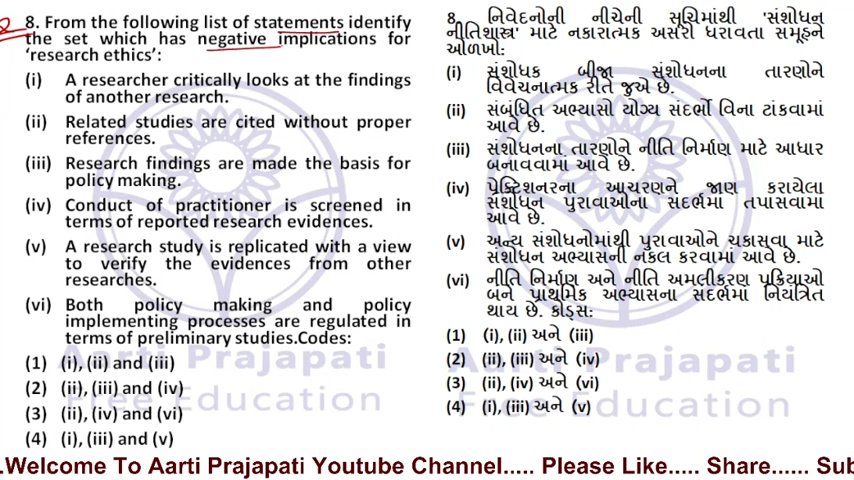 8. From the following list of statements identify
the set which has negative implications for
‘research ethics’:
(i) A researcher critically looks at the findings
of another research.
(ii) Related studies are cited without proper
references.
(iii) Research findings are made the basis for
policy making.
(iv) Conduct of practitioner is screened in
terms of reported research evidences.
(v) A research study is replicated with a view
to verify the evidences from other
researches.
(vi) Both policy making and policy
implementing processes are regulated in
terms of preliminary studies.Codes:
(1) (i), (ii) and (iii)
(2) (ii), (iii) and (iv)
(3) (ii), (iv) and (vi)
(4) (i), (iii) and (v)
8. નિવેદનોની નીચેની સૂચિમાંથી 'સંશોધન
નીતિશાસ્ત્ર' માટે નકારાત્મક અસરો ધરાવતા સમૂહને
ઓળખો:
(i) સંશોધક બીજા સંશોધનના તારણોને
વિવેચનાત્મક રીતે જુએ છે.
(ii) સંબંધિત અભ્યાસો યોગ્ય સંદર્ભો વિના ટાંકવામાં
આવે છે.
(iii) સંશોધનના તારણોને નીતિ નિર્માણ માટે આધાર
બનાવવામાં આવે છે.
(iv) પ્રેક્ટિશનરના આચરણને જાણ કરાયેલા
સંશોધન પુરાવાઓના સંદર્ભમાં તપાસવામાં
આવે છે.
(v) અન્ય સંશોધનોમાંથી પુરાવાઓને ચકાસવા માટે
સંશોધન અભ્યાસની નકલ કરવામાં આવે છે.
(vi) નીતિ નિર્માણ અને નીતિ અમલીકરણ પ્રક્રિયાઓ
બંને પ્રાથમિક અભ્યાસના સંદર્ભમાં નિયંત્રિત
થાય છે. કોડ્સ:
(1) (i), (ii) અને (iii)
(2) (ii), (iii) અને (iv)
(3) (ii), (iv) અને (vi)
(4) (i), (iii) અને (v)
Aarti Prajapati
Free Education
Aarti Prajapati
Free Education
.Welcome To Aarti Prajapati Youtube Channel..... Please Like..... Share....... Sub